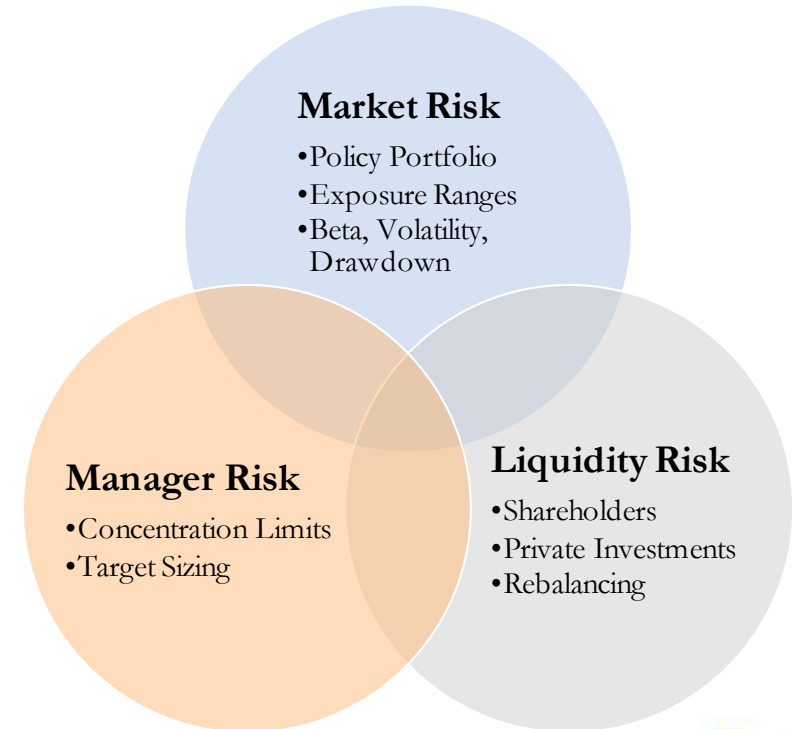 Market Risk
•Policy Portfolio
•Exposure Ranges
•Beta, Volatility,
Drawdown
Manager Risk
•Concentration Limits
•Target Sizing
Liquidity Risk
•Shareholders
•Private Investments
•Rebalancing